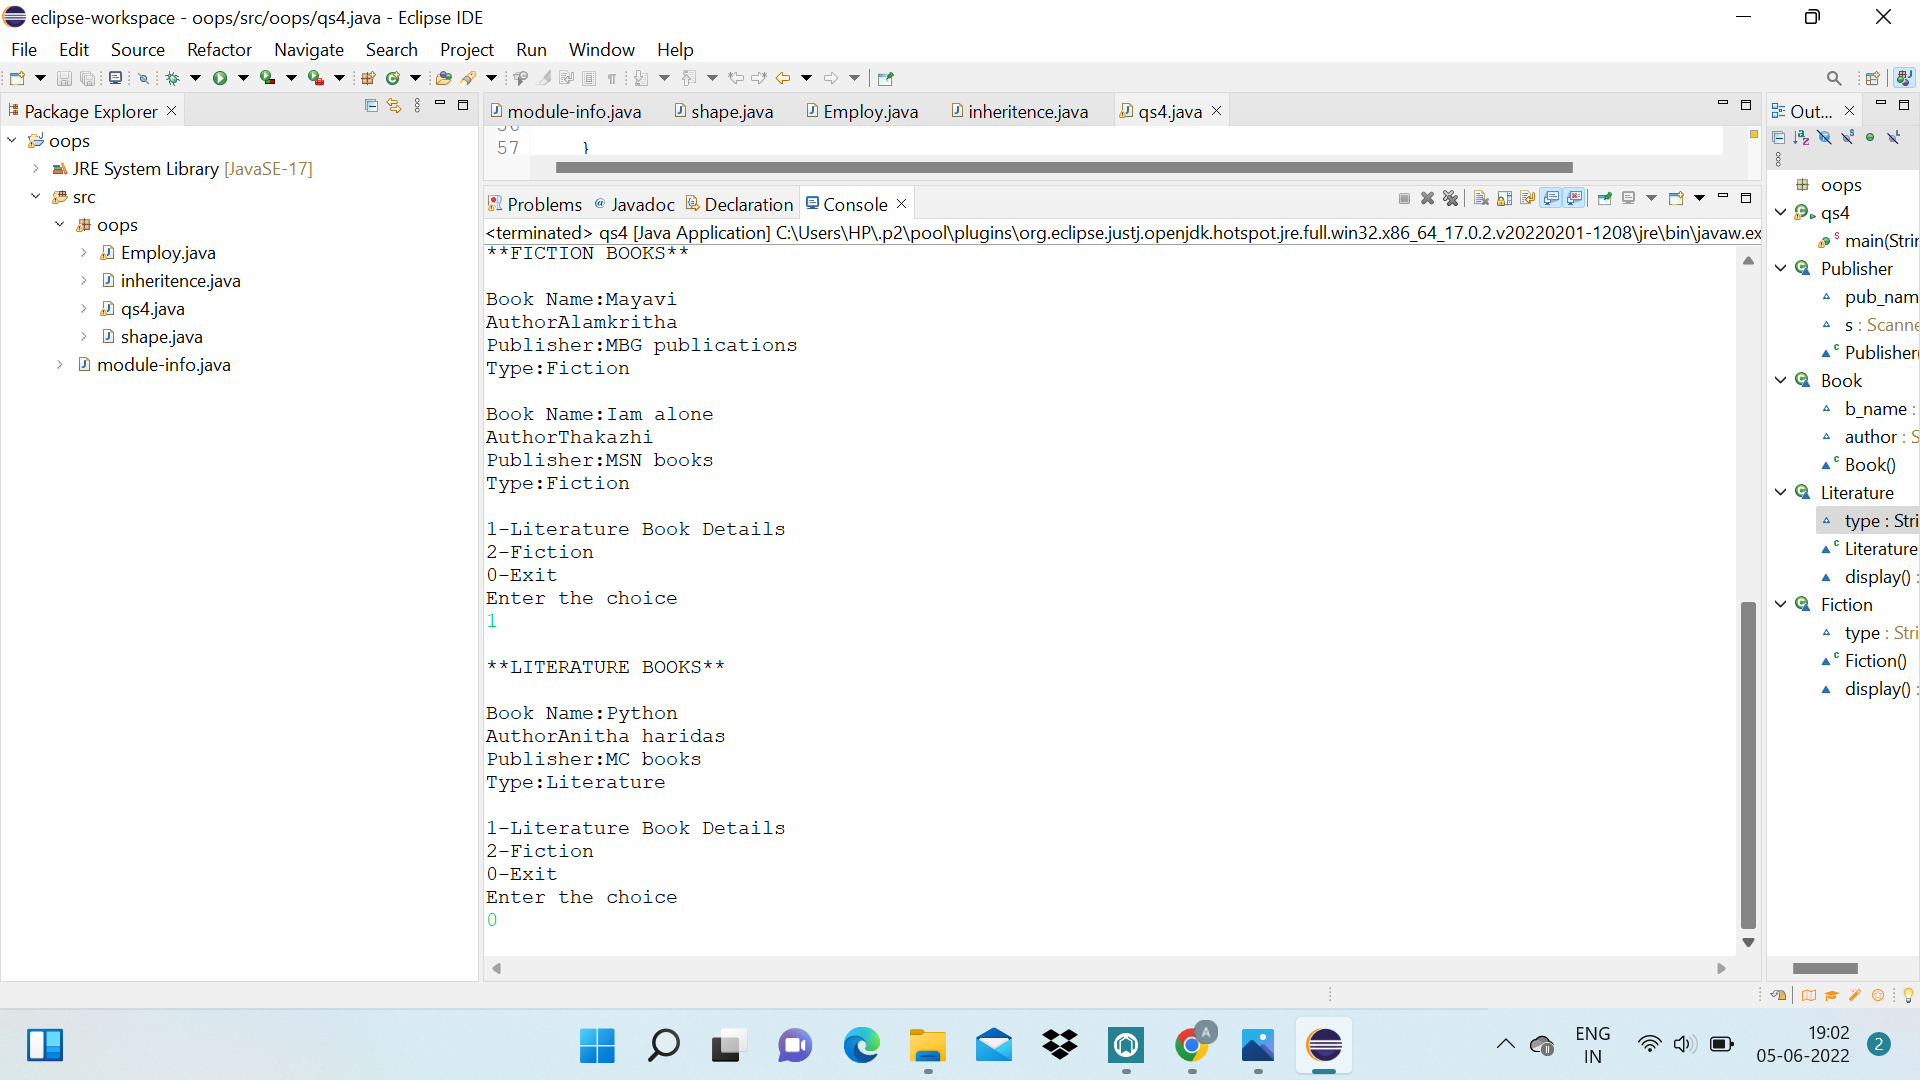 eclipse-workspace - oops/src/oops/qs4.java - Eclipse IDE
File Edit Source Refactor Navigate Search Project Run Window Help
Package Explorer
oops
JRE System Library [JavaSE-17]
src
oops
Employ.java
inheritence.java
qs4.java
shape.java
module-info.java
module-info.java shape.java Employ.java inheritence.java qs4.java
57 }
Problems @ Javadoc Declaration Console
<terminated> qs4 [Java Application] C:\Users\HP\.p2\pool\plugins\org.eclipse.justj.openjdk.hotspot.jre.full.win32.x86_64_17.0.2.v20220201-1208\jre\bin\javaw.ex
**FICTION BOOKS**
Book Name:Mayavi
AuthorAlamkritha
Publisher:MBG publications
Type:Fiction
Book Name:Iam alone
AuthorThakazhi
Publisher:MSN books
Type:Fiction
1-Literature Book Details
2-Fiction
0-Exit
Enter the choice
1
**LITERATURE BOOKS**
Book Name:Python
AuthorAnitha haridas
Publisher:MC books
Type:Literature
1-Literature Book Details
2-Fiction
0-Exit
Enter the choice
0
Out...
oops
qs4
main(Strin
Publisher
pub_nam
s : Scanne
Publisher(
Book
b_name :
author : S
Book()
Literature
type : Stri
Literature
display() :
Fiction
type : Stri
Fiction()
display() :
A
ENG
IN
19:02
05-06-2022
2